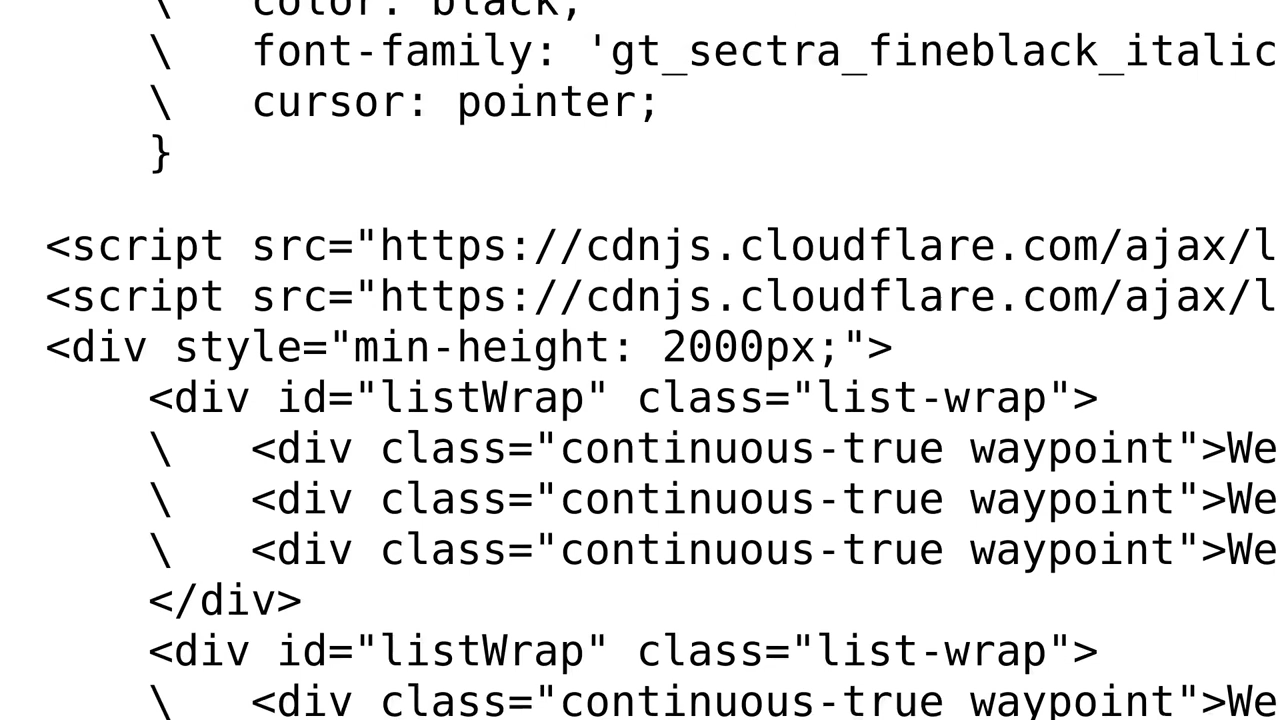 \   color: black;
\   font-family: 'gt_sectra_fineblack_italic
\   cursor: pointer;
}
<script src="https://cdnjs.cloudflare.com/ajax/l
<script src="https://cdnjs.cloudflare.com/ajax/l
<div style="min-height: 2000px;">
<div id="listWrap" class="list-wrap">
\   <div class="continuous-true waypoint">We
\   <div class="continuous-true waypoint">We
\   <div class="continuous-true waypoint">We
</div>
<div id="listWrap" class="list-wrap">
\   <div class="continuous-true waypoint">We